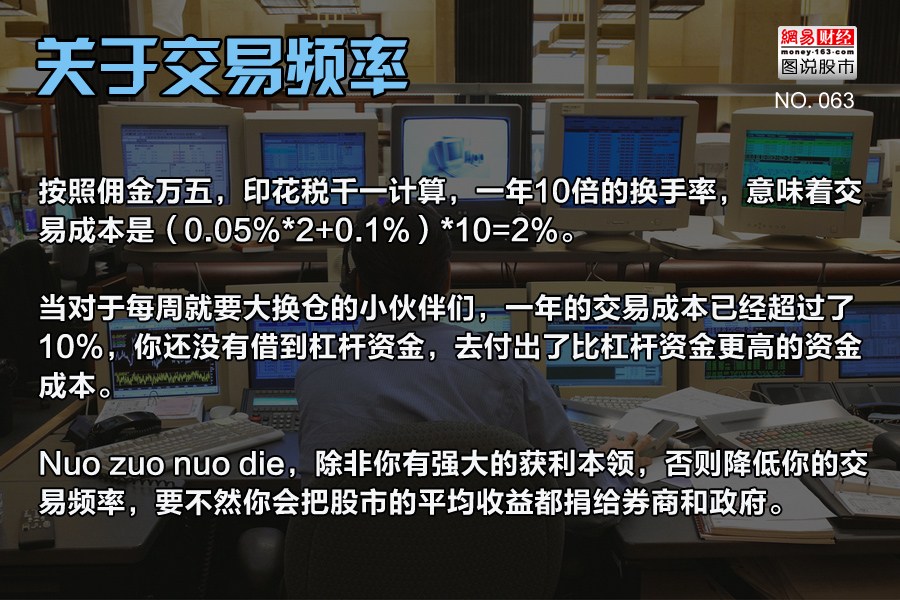 关于交易频率
網易财经
money·163·com
图说股市
NO. 063
按照佣金万五，印花税千一计算，一年10倍的换手率，意味着交
易成本是（0.05%*2+0.1%）*10=2%。
当对于每周就要大换仓的小伙伴们，一年的交易成本已经超过了
10%，你还没有借到杠杆资金，去付出了比杠杆资金更高的资金
成本。
Nuo zuo nuo die，除非你有强大的获利本领，否则降低你的交
易频率，要不然你会把股市的平均收益都捐给券商和政府。